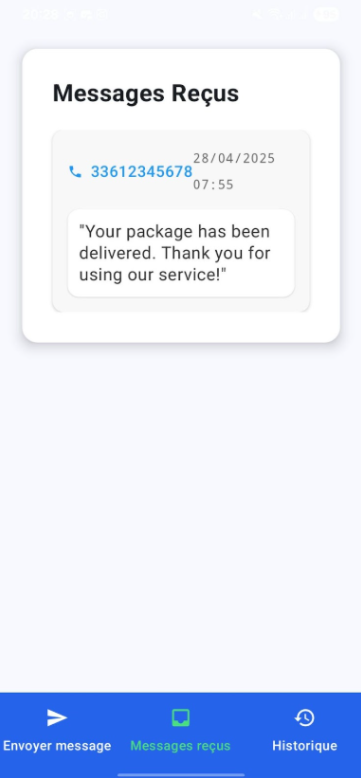 Messages Reçus
33612345678
28/04/2025
07:55
"Your package has been
delivered. Thank you for
using our service!"
Envoyer message
Messages reçus
Historique